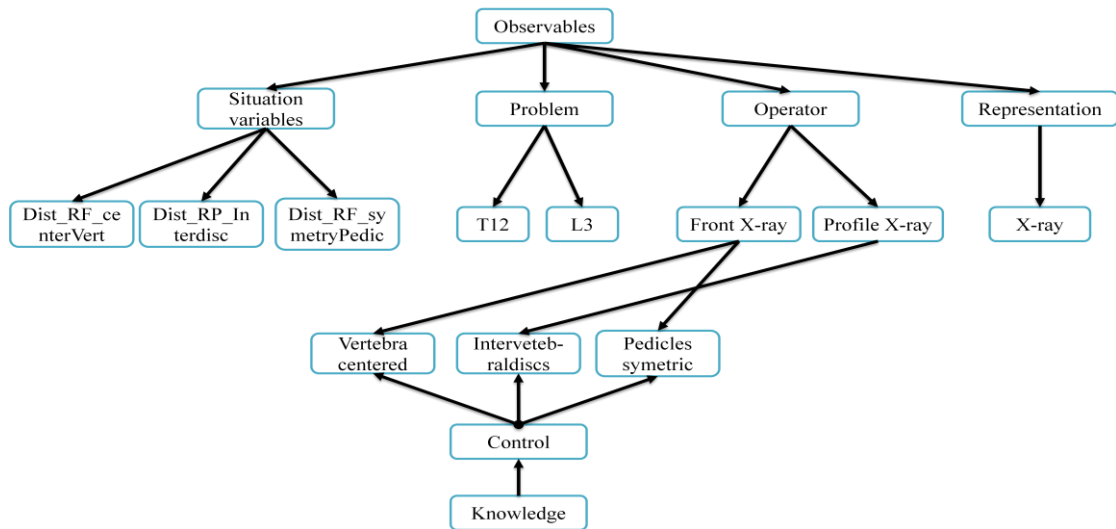 Observables
Situation
variables
Problem
Operator
Representation
Dist_RF_ce
nterVert
Dist_RP_In
terdisc
Dist_RF_sy
metryPedic
T12
L3
Front X-ray
Profile X-ray
X-ray
Vertebra
centered
Interveteb-
raldiscs
Pedicles
symetric
Control
Knowledge